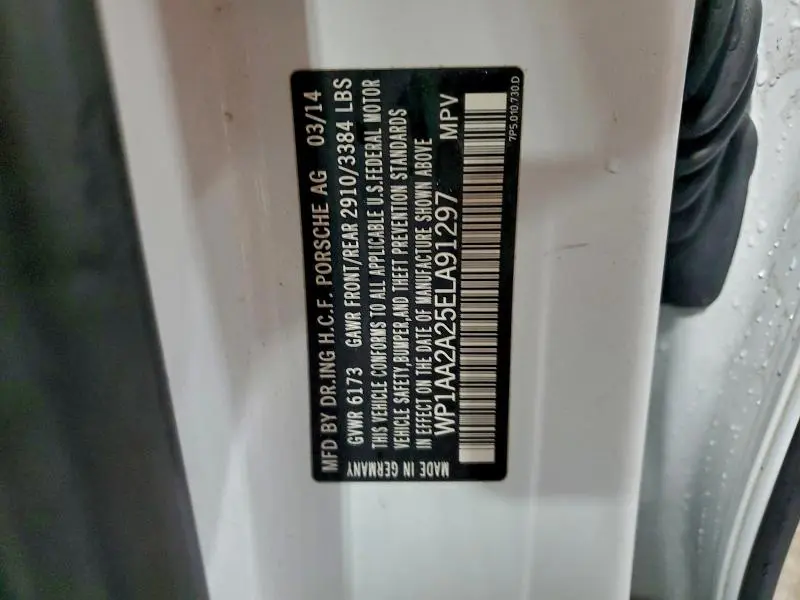 MFD BY DR.ING H.C.F. PORSCHE AG 03/14
GVWR 6173 GAWR FRONT/REAR 2910/3384 LBS
THIS VEHICLE CONFORMS TO ALL APPLICABLE U.S.FEDERAL MOTOR
VEHICLE SAFETY,BUMPER,AND THEFT PREVENTION STANDARDS
IN EFFECT ON THE DATE OF MANUFACTURE SHOWN ABOVE
WP1AA2A25ELA91297 MPV
MADE IN GERMANY
7P5.010.730.D